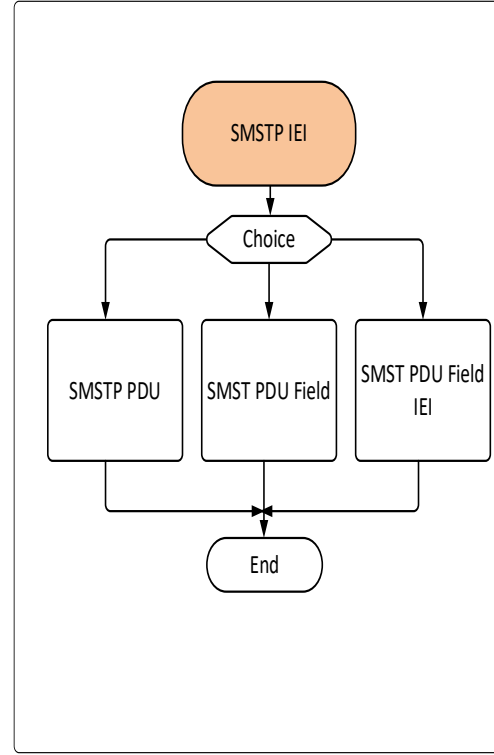 SMSTP IEI
Choice
SMSTP PDU
SMST PDU Field
SMST PDU Field
IEI
End